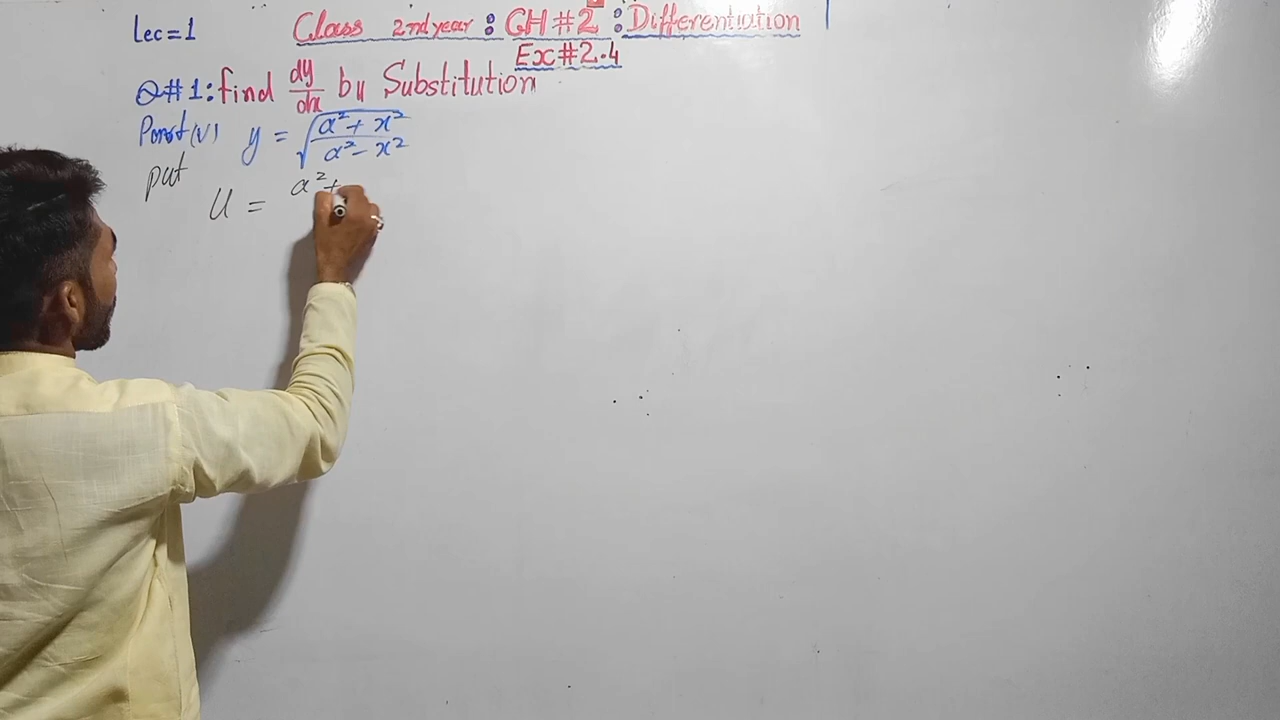 Lec=1 Class 2nd year : CH#2 : Differentiation
Ex#2.4
Q#1: find dy/dx by Substitution
Part(v) y = √((a² + x²)/(a² - x²))
put
U = a² +